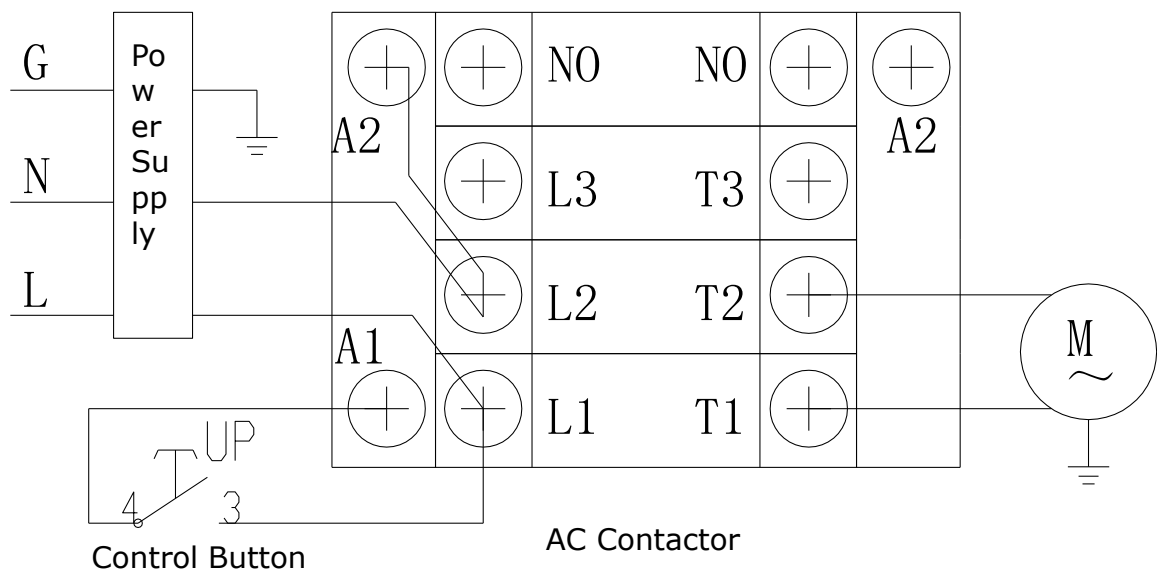 G
Po
w
er
Su
pp
ly
N
L
NO NO
A2 A2
L3 T3
L2 T2
A1
L1 T1
M
~
UP
4 3
Control Button
AC Contactor